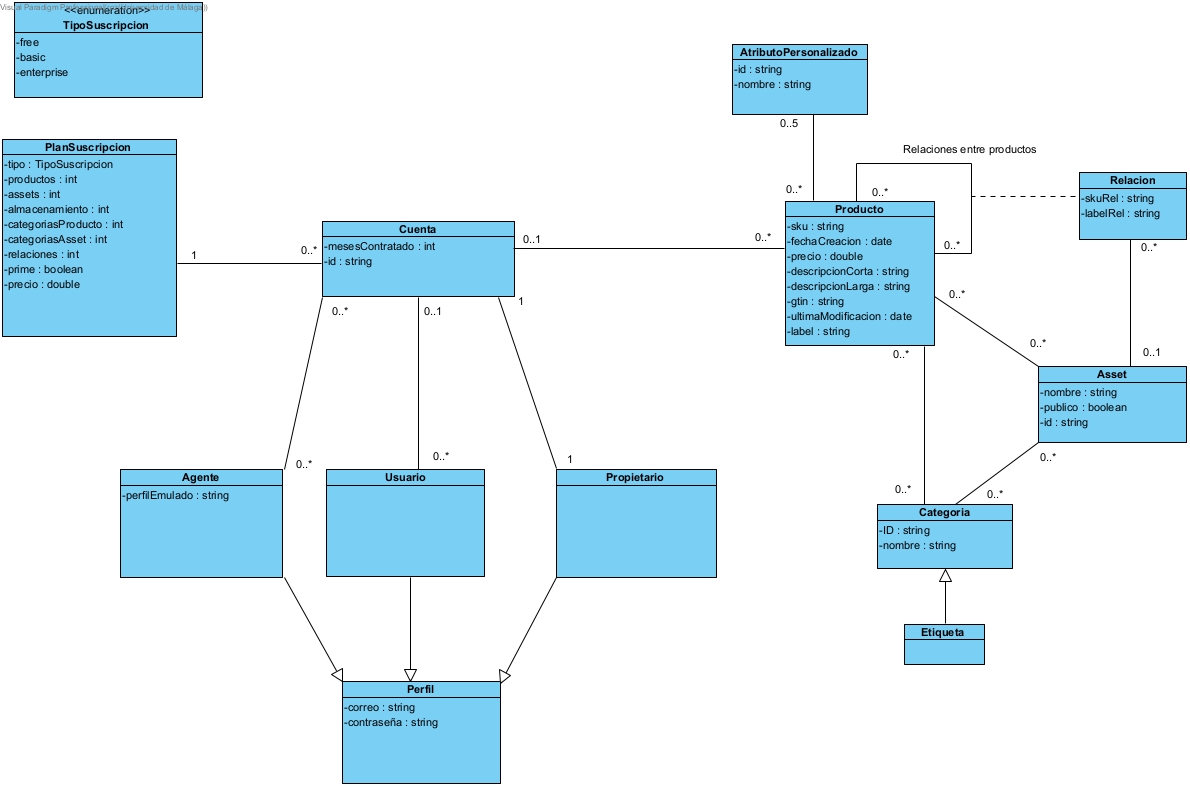 Visual Paradigm
de Málaga))
<<enumeration>>
TipoSuscripcion
-free
-basic
-enterprise
AtributoPersonalizado
-id : string
-nombre : string
0..5
0..*
Relaciones entre productos
PlanSuscripcion
-tipo : TipoSuscripcion
-productos : int
-assets : int
-almacenamiento : int
-categoriasProducto : int
-categoriasAsset : int
-relaciones : int
-prime : boolean
-precio : double
1
0..*
Cuenta
-mesesContratado : int
-id : string
0..1
0..*
Producto
-sku : string
-fechaCreacion : date
-precio : double
-descripcionCorta : string
-descripcionLarga : string
-gtin : string
-ultimaModificacion : date
-label : string
0..*
0..*
Relacion
-skuRel : string
-labelRel : string
0..*
0..1
0..*
0..*
Asset
-nombre : string
-publico : boolean
-id : string
0..*
0..*
0..*
0..*
Categoria
-ID : string
-nombre : string
Etiqueta
0..*
0..1
1
0..*
0..*
1
Agente
-perfilEmulado : string
Usuario
Propietario
Perfil
-correo : string
-contraseña : string